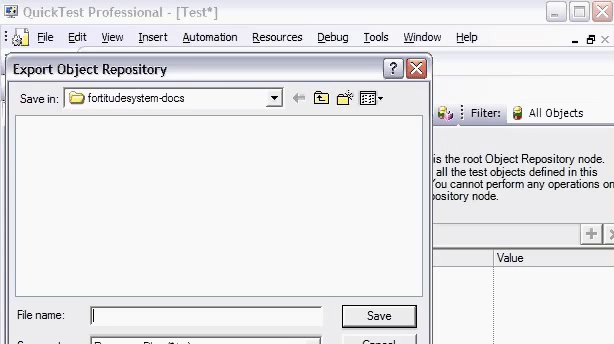 QuickTest Professional - [Test*]
File Edit View Insert Automation Resources Debug Tools Window Help
Export Object Repository
Save in: fortitudesystem-docs
Filter: All Objects
is the root Object Repository node.
all the test objects defined in this
You cannot perform any operations on
pository node.
Value
File name:
Save
Cancel